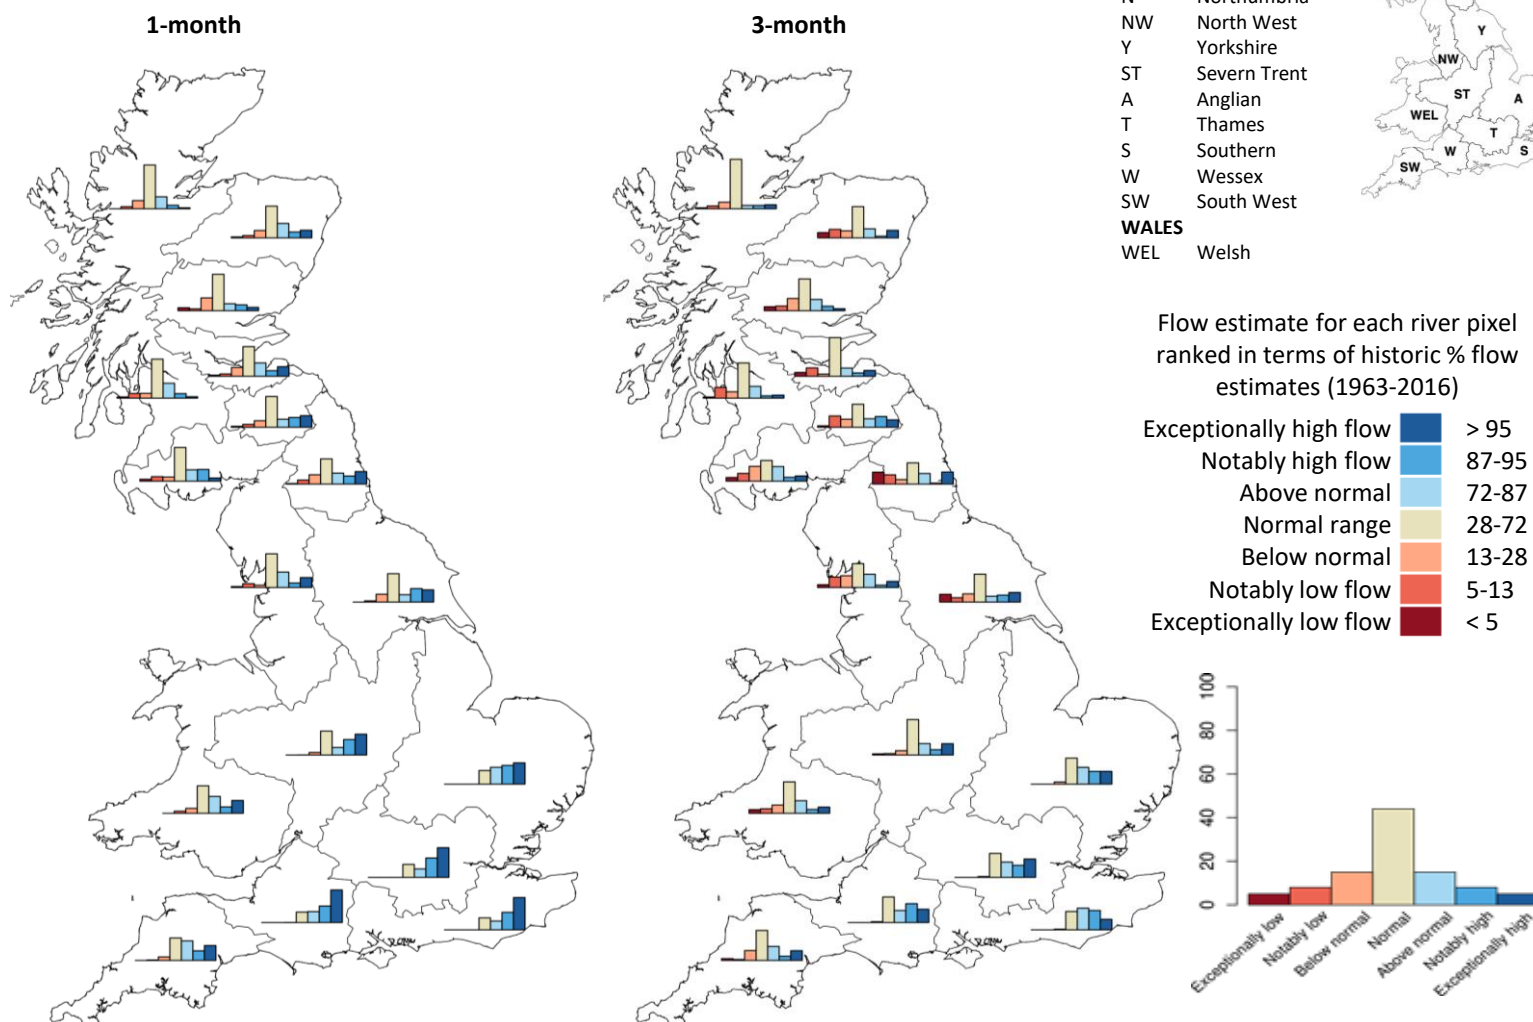 1-month
3-month
N Northumbria
NW North West
Y Yorkshire
ST Severn Trent
A Anglian
T Thames
S Southern
W Wessex
SW South West
WALES
WEL Welsh
Y
NW
ST
A
WEL
T
W
S
SW
Flow estimate for each river pixel
ranked in terms of historic % flow
estimates (1963-2016)
Exceptionally high flow > 95
Notably high flow 87-95
Above normal 72-87
Normal range 28-72
Below normal 13-28
Notably low flow 5-13
Exceptionally low flow < 5
100
80
60
40
20
0
Exceptionally low
Notably low
Below normal
Normal
Above normal
Notably high
Exceptionally high